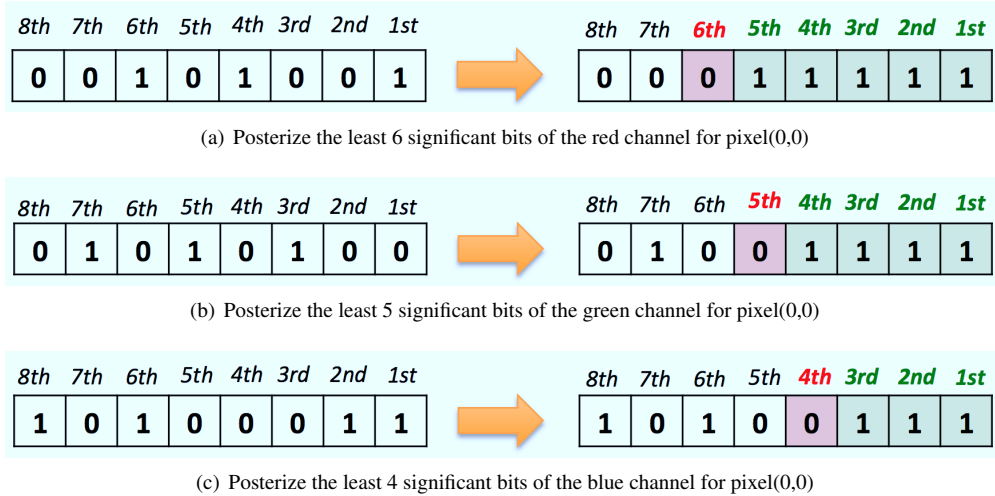 8th 7th 6th 5th 4th 3rd 2nd 1st 8th 7th 6th 5th 4th 3rd 2nd 1st
0 0 1 0 1 0 0 1 0 0 0 1 1 1 1 1
(a) Posterize the least 6 significant bits of the red channel for pixel(0,0)
8th 7th 6th 5th 4th 3rd 2nd 1st 8th 7th 6th 5th 4th 3rd 2nd 1st
0 1 0 1 0 1 0 0 0 1 0 0 1 1 1 1
(b) Posterize the least 5 significant bits of the green channel for pixel(0,0)
8th 7th 6th 5th 4th 3rd 2nd 1st 8th 7th 6th 5th 4th 3rd 2nd 1st
1 0 1 0 0 0 1 1 1 0 1 0 0 1 1 1
(c) Posterize the least 4 significant bits of the blue channel for pixel(0,0)